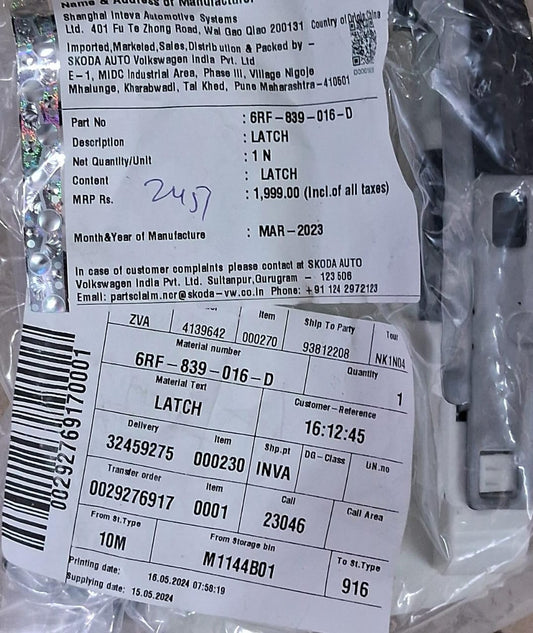 Name & Address of Manufacturer
Shanghai Inteva Automotive Systems
Ltd. 401 Fu Te Zhong Road, Wai Gao Qiao 200131 Country of Origin China
Imported,Marketed,Sales,Distribution & Packed by -
SKODA AUTO Volkswagen India Pvt. Ltd
E-1, MIDC Industrial Area, Phase III, Village Nigoje
Mhalunge, Kharabwadi, Tal Khed, Pune Maharashtra-410501
Part No : 6RF-839-016-D
Description : LATCH
Net Quantity/Unit : 1 N
Content : LATCH
MRP Rs. : 1,999.00 (Incl.of all taxes)
2457
Month&Year of Manufacture : MAR-2023
In case of customer complaints please contact at SKODA AUTO
Volkswagen India Pvt. Ltd. Sultanpur,Gurugram - 123506
Email: partsclaim.ncr@skoda-vw.co.in Phone: +91 124 2972123
Item Ship To Party Tour
ZVA 4139642 000270 93812208 NK1N04
Material number Quantity
6RF-839-016-D 1
Material Text Customer-Reference
LATCH 16:12:45
Delivery Item Shp.pt DG-Class UN.no
32459275 000230 INVA
Transfer order Item Call Call Area
0029276917 0001 23046
From St.Type From Storage bin To St.Type
10M M1144B01 916
Printing date: 16.05.2024 07:58:19
Supplying date: 15.05.2024
00292769170001